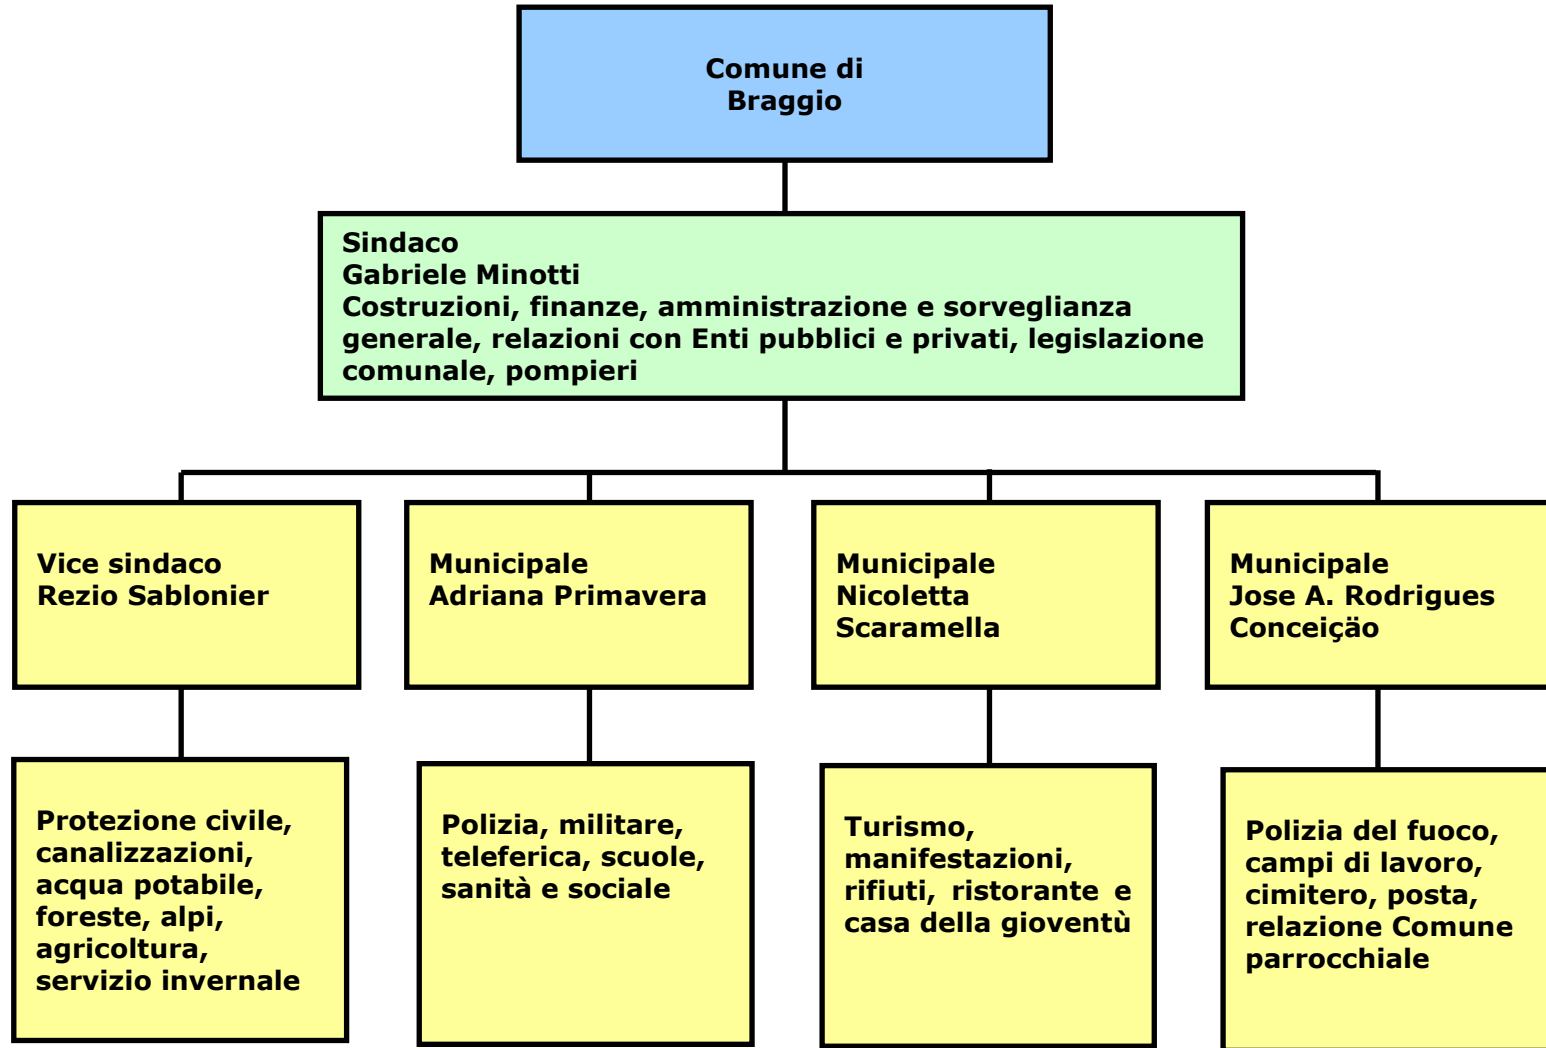 Comune di
Braggio
Sindaco
Gabriele Minotti
Costruzioni, finanze, amministrazione e sorveglianza
generale, relazioni con Enti pubblici e privati, legislazione
comunale, pompieri
Vice sindaco
Rezio Sablonier
Municipale
Adriana Primavera
Municipale
Nicoletta
Scaramella
Municipale
Jose A. Rodrigues
Conceiçäo
Protezione civile,
canalizzazioni,
acqua potabile,
foreste, alpi,
agricoltura,
servizio invernale
Polizia, militare,
teleferica, scuole,
sanità e sociale
Turismo,
manifestazioni,
rifiuti, ristorante e
casa della gioventù
Polizia del fuoco,
campi di lavoro,
cimitero, posta,
relazione Comune
parrocchiale